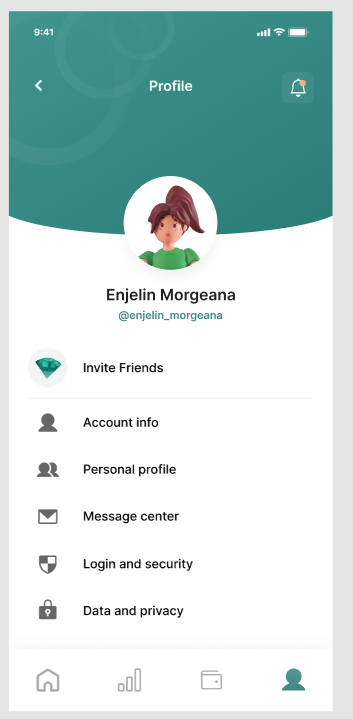 9:41
Profile
Enjelin Morgeana
@enjelin_morgeana
Invite Friends
Account info
Personal profile
Message center
Login and security
Data and privacy